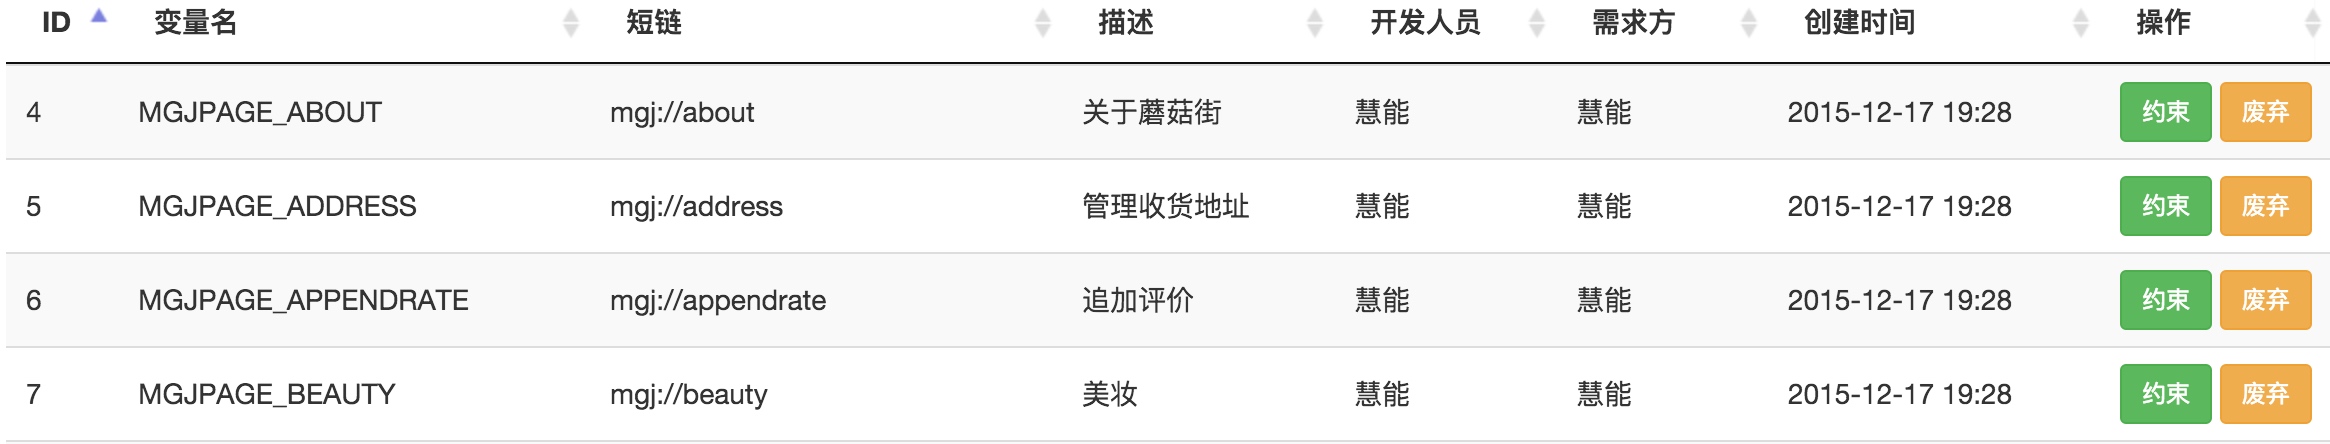 ID 变量名 短链 描述 开发人员 需求方 创建时间 操作
4 MGJPAGE_ABOUT mgj://about 关于蘑菇街 慧能 慧能 2015-12-17 19:28 约束 废弃
5 MGJPAGE_ADDRESS mgj://address 管理收货地址 慧能 慧能 2015-12-17 19:28 约束 废弃
6 MGJPAGE_APPENDRATE mgj://appendrate 追加评价 慧能 慧能 2015-12-17 19:28 约束 废弃
7 MGJPAGE_BEAUTY mgj://beauty 美妆 慧能 慧能 2015-12-17 19:28 约束 废弃